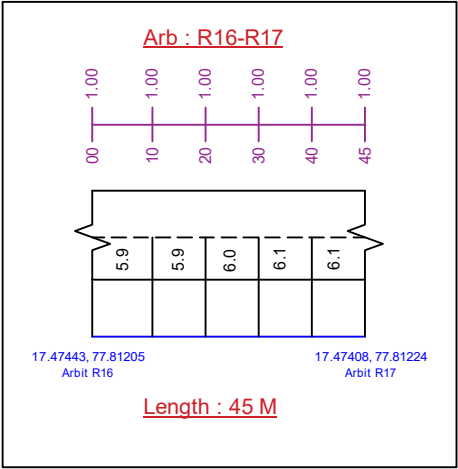 Arb : R16-R17
1.00 1.00 1.00 1.00 1.00 1.00
00 10 20 30 40 45
5.9 5.9 6.0 6.1 6.1
17.47443, 77.81205
Arbit R16
17.47408, 77.81224
Arbit R17
Length : 45 M